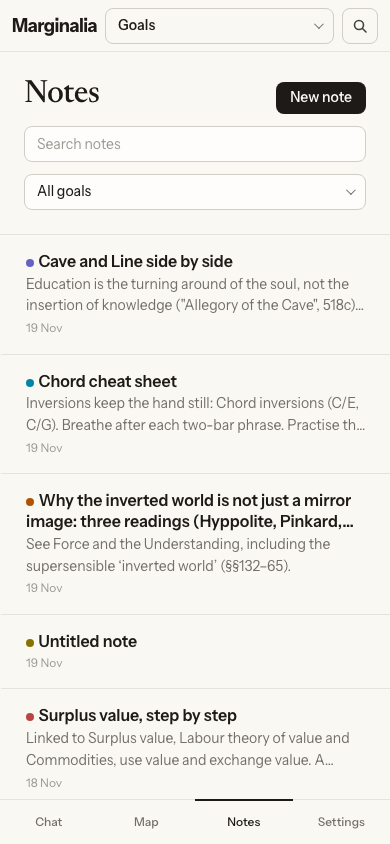 Marginalia
Goals
Notes
New note
Search notes
All goals
Cave and Line side by side
Education is the turning around of the soul, not the
insertion of knowledge ("Allegory of the Cave", 518c)...
19 Nov
Chord cheat sheet
Inversions keep the hand still: Chord inversions (C/E,
C/G). Breathe after each two-bar phrase. Practise th...
19 Nov
Why the inverted world is not just a mirror
image: three readings (Hyppolite, Pinkard,...
See Force and the Understanding, including the
supersensible ‘inverted world’ (§§132–65).
19 Nov
Untitled note
19 Nov
Surplus value, step by step
Linked to Surplus value, Labour theory of value and
Commodities, use value and exchange value. A...
18 Nov
Chat
Map
Notes
Settings